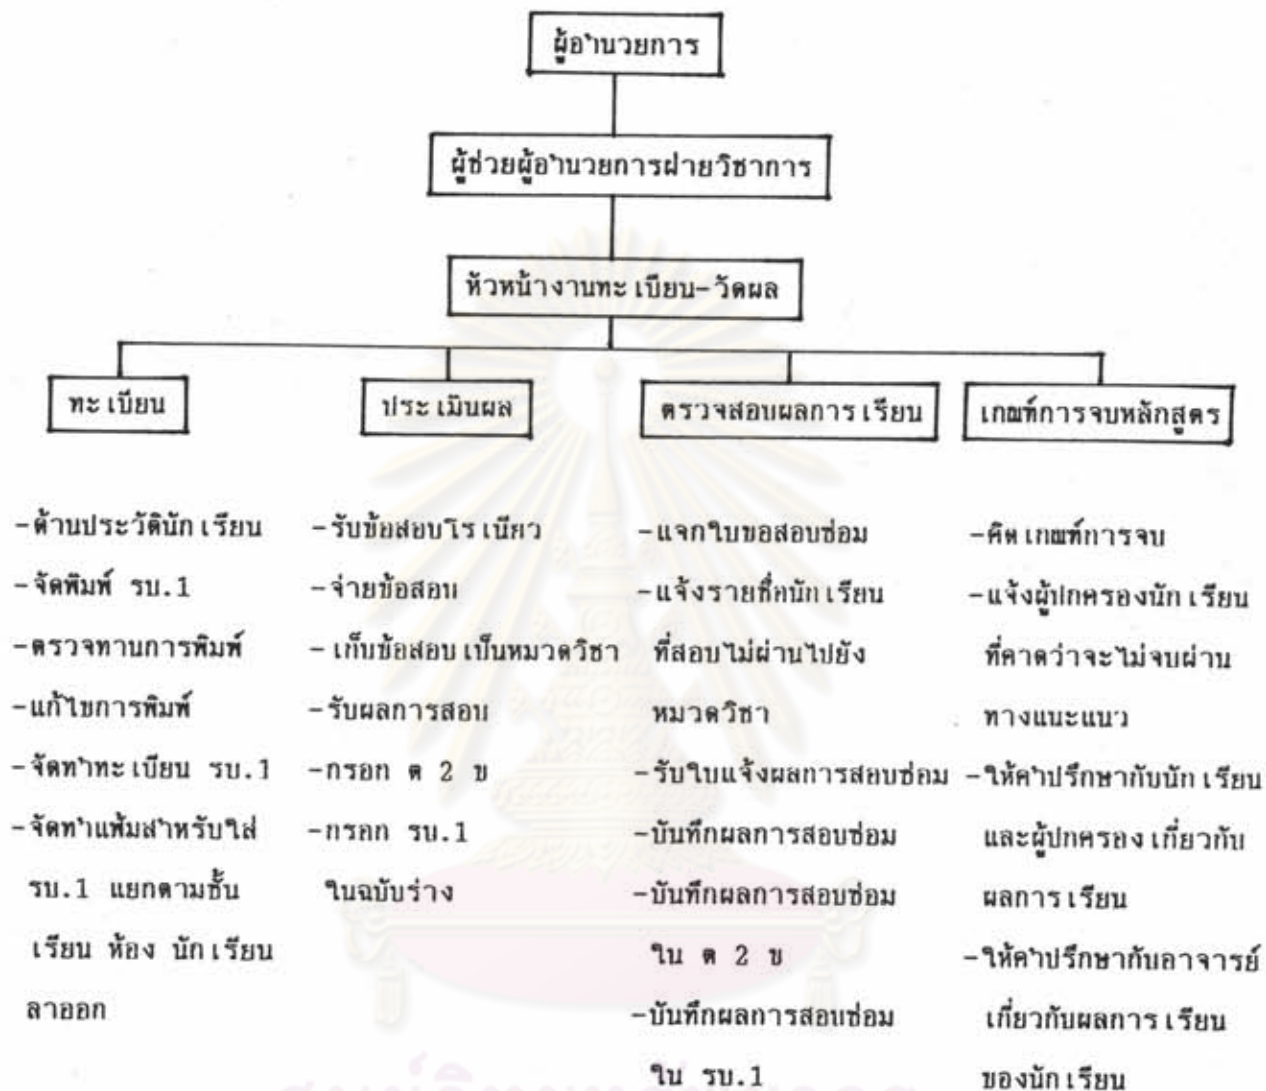 ผู้อำนวยการ
ผู้ช่วยผู้อำนวยการฝ่ายวิชาการ
หัวหน้างานทะเบียน-วัดผล
ทะเบียน
-ด้านประวัตินักเรียน
-จัดพิมพ์ รบ.1
-ตรวจทานการพิมพ์
-แก้ไขการพิมพ์
-จัดทำทะเบียน รบ.1
-จัดทำแฟ้มสำหรับใส่
รบ.1 แยกตามชั้น
เรียน ห้อง นักเรียน
ลาออก
ประเมินผล
-รับข้อสอบโรเนียว
-จ่ายข้อสอบ
-เก็บข้อสอบเป็นหมวดวิชา
-รับผลการสอบ
-กรอก ต 2 ข
-กรอก รบ.1
ในฉบับร่าง
ตรวจสอบผลการเรียน
-แจกใบขอสอบซ่อม
-แจ้งรายชื่อนักเรียน
ที่สอบไม่ผ่านไปยัง
หมวดวิชา
-รับใบแจ้งผลการสอบซ่อม
-บันทึกผลการสอบซ่อม
-บันทึกผลการสอบซ่อม
ใน ต 2 ข
-บันทึกผลการสอบซ่อม
ใน รบ.1
เกณฑ์การจบหลักสูตร
-คิดเกณฑ์การจบ
-แจ้งผู้ปกครองนักเรียน
ที่คาดว่าจะไม่จบผ่าน
ทางแนะแนว
-ให้คำปรึกษากับนักเรียน
และผู้ปกครองเกี่ยวกับ
ผลการเรียน
-ให้คำปรึกษากับอาจารย์
เกี่ยวกับผลการเรียน
ของนักเรียน